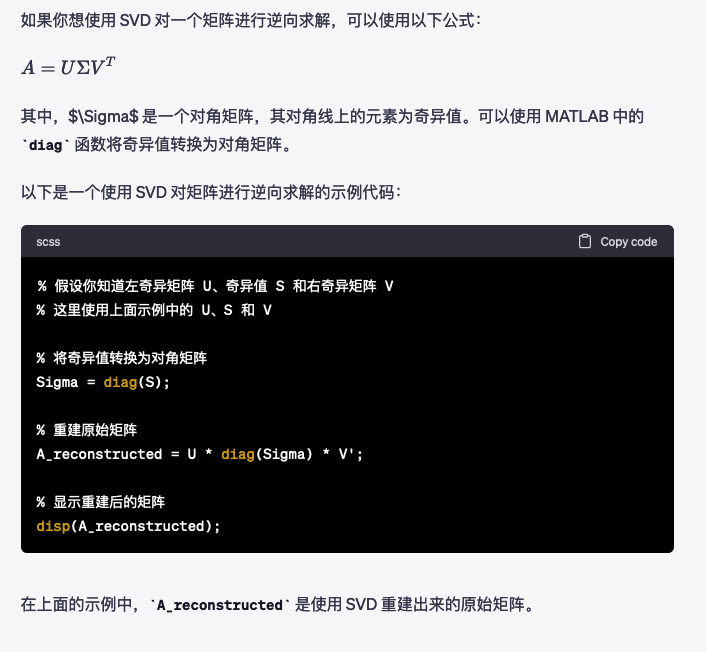 如果你想使用 SVD 对一个矩阵进行逆向求解，可以使用以下公式：
A = UΣV^T
其中，$\Sigma$ 是一个对角矩阵，其对角线上的元素为奇异值。可以使用 MATLAB 中的
`diag` 函数将奇异值转换为对角矩阵。
以下是一个使用 SVD 对矩阵进行逆向求解的示例代码：
scss Copy code
% 假设你知道左奇异矩阵 U、奇异值 S 和右奇异矩阵 V
% 这里使用上面示例中的 U、S 和 V
% 将奇异值转换为对角矩阵
Sigma = diag(S);
% 重建原始矩阵
A_reconstructed = U * diag(Sigma) * V';
% 显示重建后的矩阵
disp(A_reconstructed);
在上面的示例中，`A_reconstructed` 是使用 SVD 重建出来的原始矩阵。